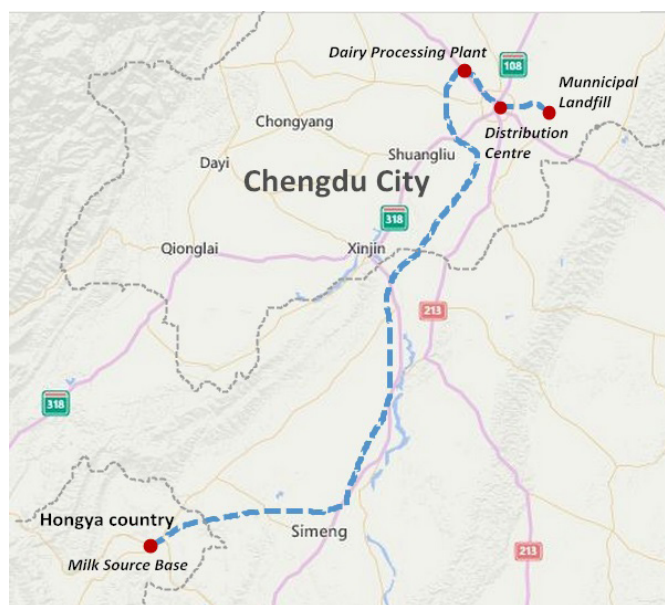 Dairy Processing Plant
108
Munnicipal
Landfill
Chongyang
Distribution
Centre
Shuangliu
Dayi
Chengdu City
318
Qionglai
Xinjin
213
318
Hongya country
Simeng
213
Milk Source Base